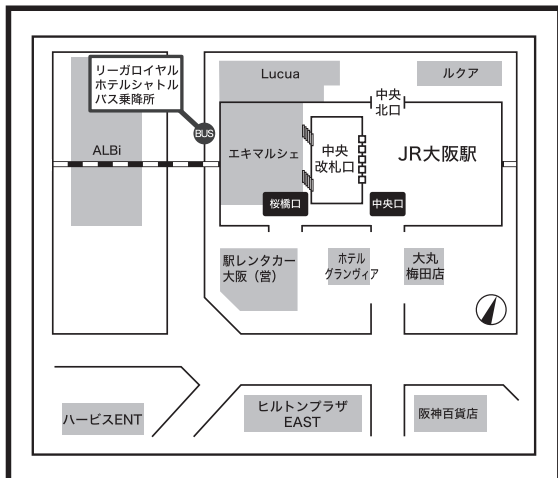 リーガロイヤル
ホテルシャトル
バス乗降所
BUS
Lucua
ルクア
中央
北口
ALBi
エキマルシェ
中央
改札口
JR大阪駅
桜橋口
中央口
駅レンタカー
大阪（営）
ホテル
グランヴィア
大丸
梅田店
ハービスENT
ヒルトンプラザ
EAST
阪神百貨店